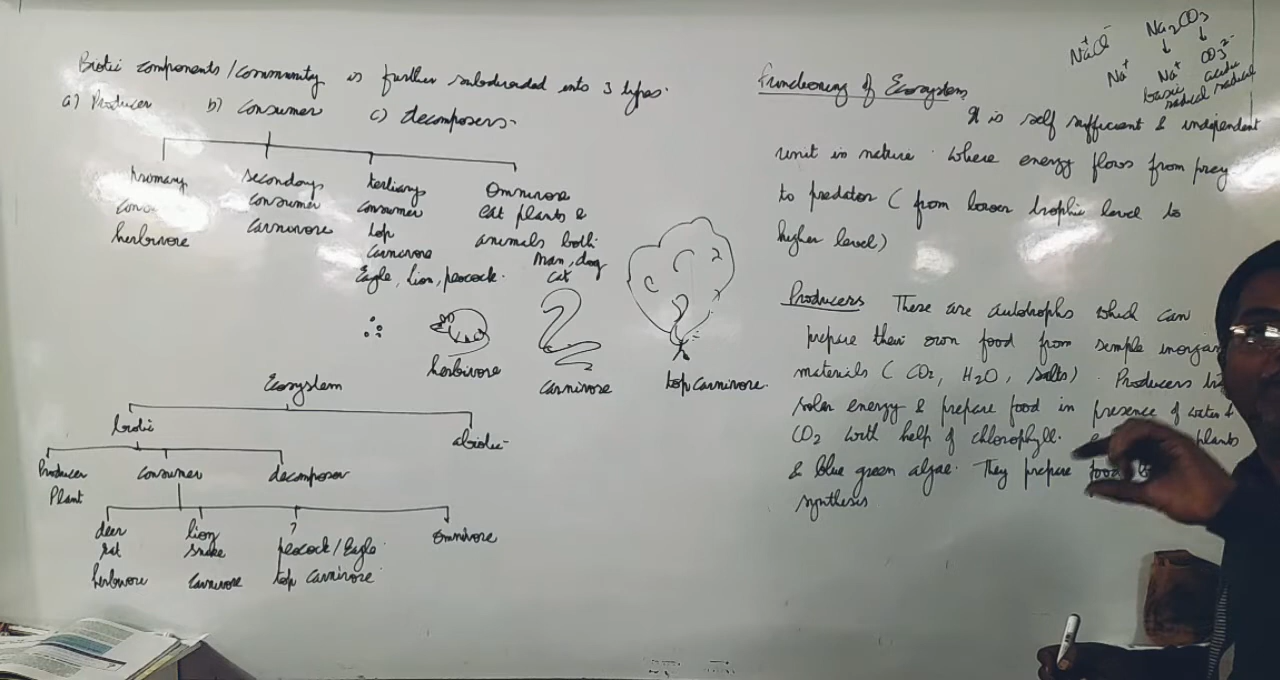 Biotic components/community is further subdivided into 3 types.
a) Producer b) Consumer c) decomposers.
primary secondary tertiary Omnivore
consumer consumer eat plants &
herbivore Carnivore top animals both.
Carnivore man, dog
Eagle, lion, peacock. cat
herbivore
carnivore
top carnivore.
Ecosystem
biotic abiotic
Producer consumer decomposer
Plant
deer lion ? Omnivore
rat snake peacock/Eagle
herbivore Carnivore top carnivore
Na⁺Cl⁻ Na₂CO₃
↓ ↓
Na⁺ Na⁺ CO₃²⁻
basic acidic
radical radical
Functioning of Ecosystem
It is self sufficient & independent
unit in nature. Where energy flows from prey
to predator (from lower trophic level to
higher level)
Producers These are autotrophs which can
prepare their own food from simple
materials (CO₂, H₂O, salts). Producers
solar energy & prepare food in presence of water &
CO₂ with help of chlorophyll. plants
& blue green algae. They prepare food
synthesis